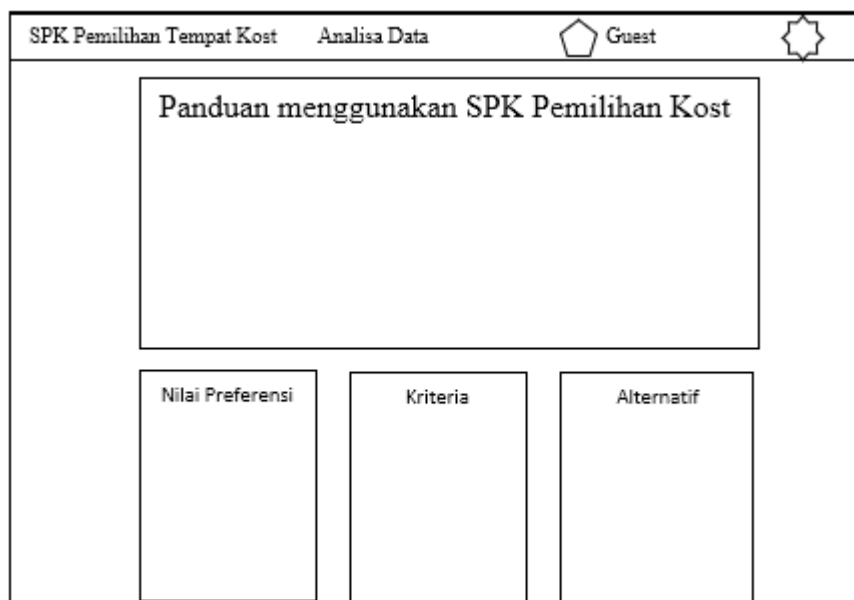 SPK Pemilihan Tempat Kost Analisa Data Guest
Panduan menggunakan SPK Pemilihan Kost
Nilai Preferensi Kriteria Alternatif